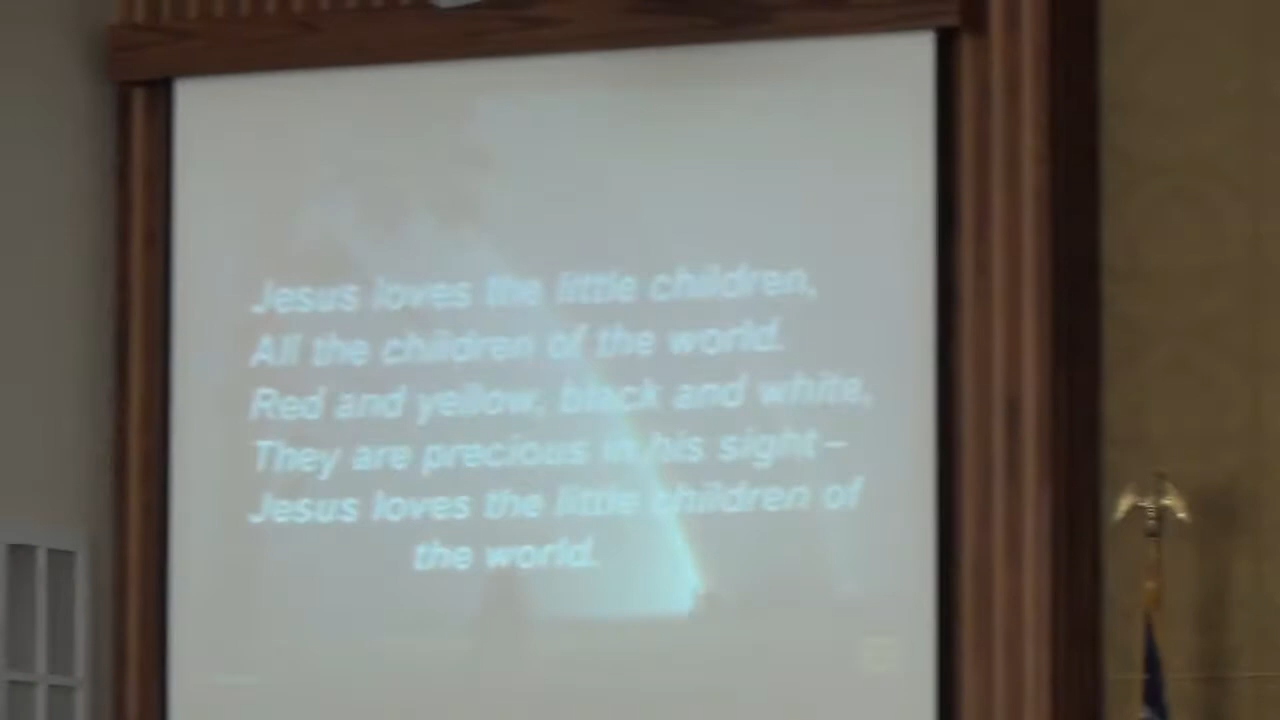 Jesus loves the little children,
All the children of the world.
Red and yellow, black and white,
They are precious in his sight–
Jesus loves the little children of
the world.